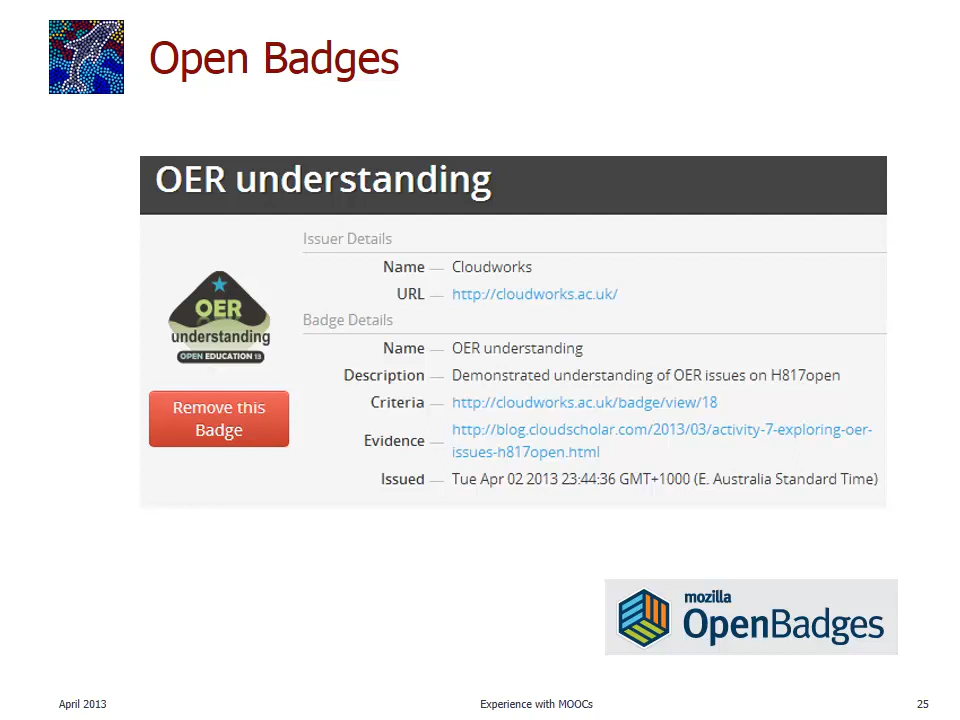 Open Badges
OER understanding
Issuer Details
Name — Cloudworks
URL — http://cloudworks.ac.uk/
Badge Details
Name — OER understanding
Description — Demonstrated understanding of OER issues on H817open
Criteria — http://cloudworks.ac.uk/badge/view/18
Evidence — http://blog.cloudscholar.com/2013/03/activity-7-exploring-oer-
issues-h817open.html
Issued — Tue Apr 02 2013 23:44:36 GMT+1000 (E. Australia Standard Time)
OER
understanding
OPEN EDUCATION 13
Remove this
Badge
mozilla
OpenBadges
April 2013 Experience with MOOCs 25